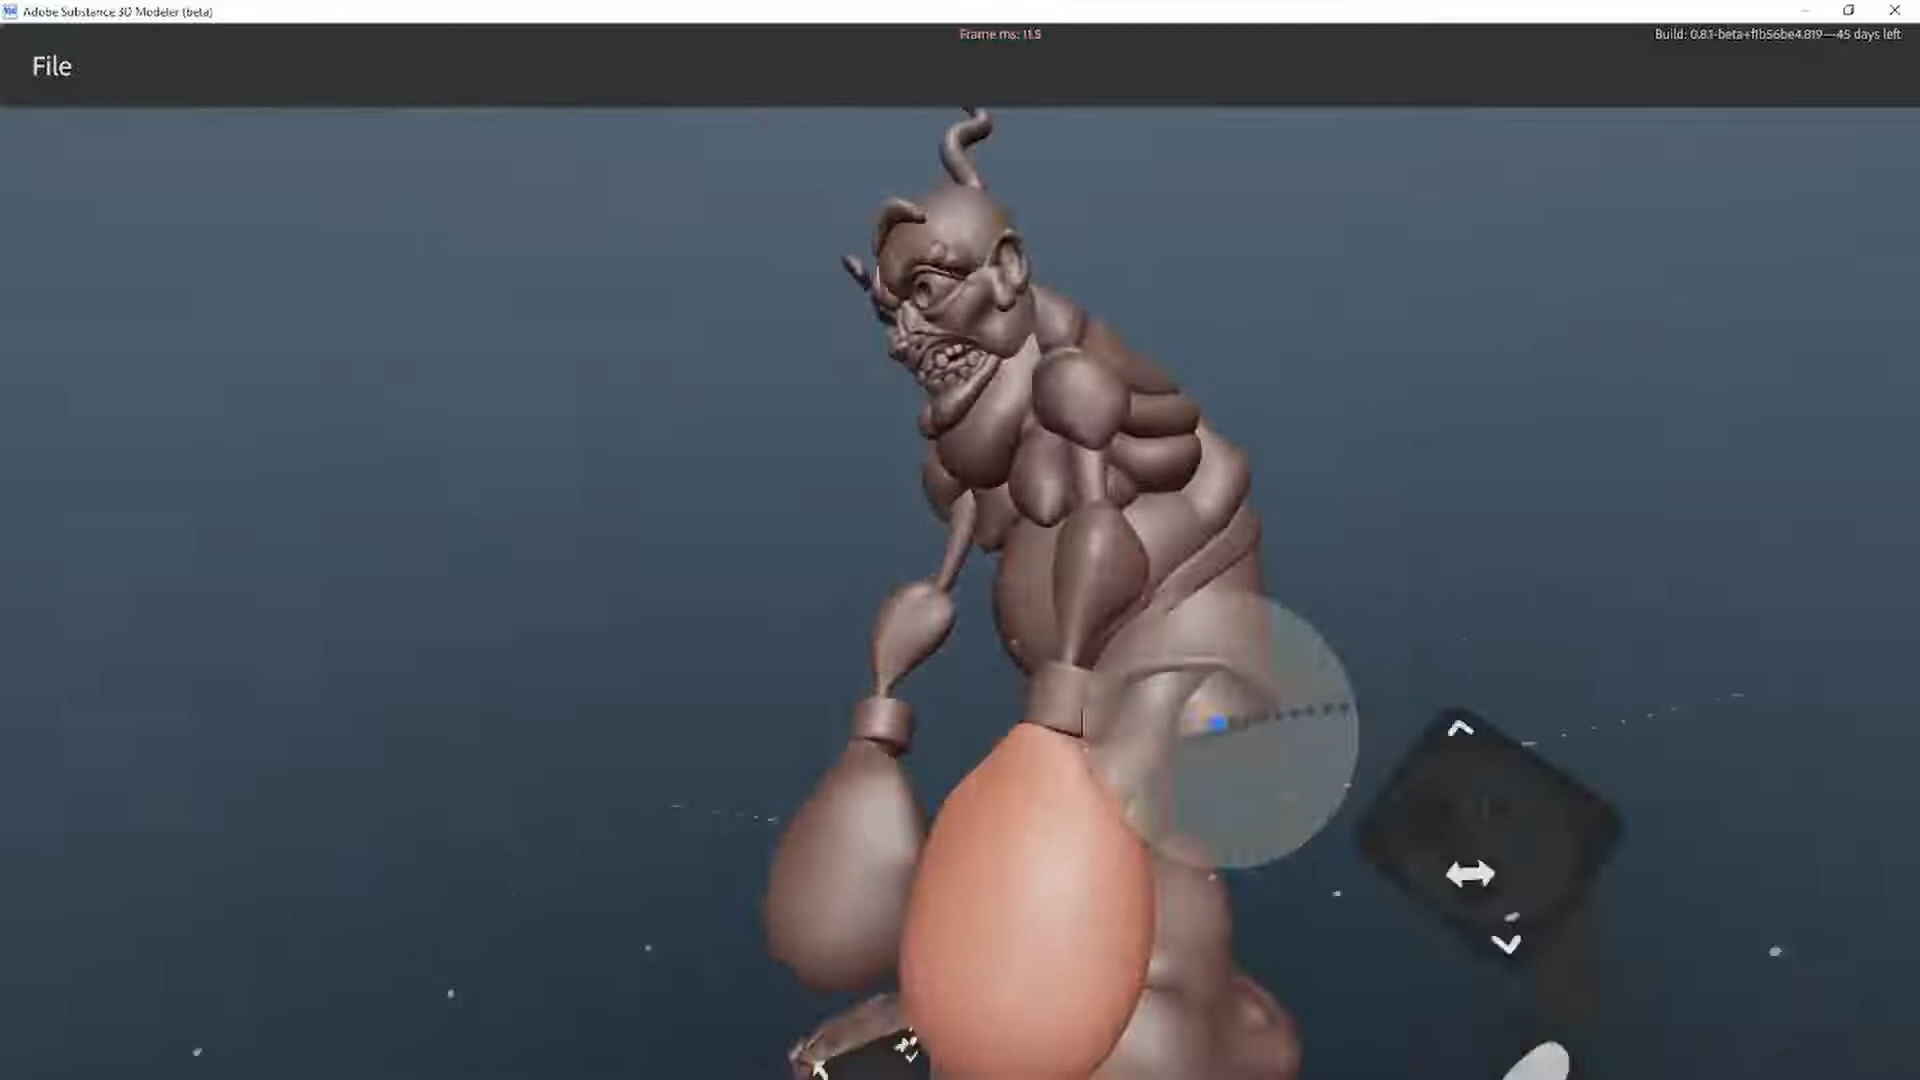 Adobe Substance 3D Modeler (beta)
Frame ms: 11.9
Build: 0.8.1-beta+f1b56be4.819—45 days left
File